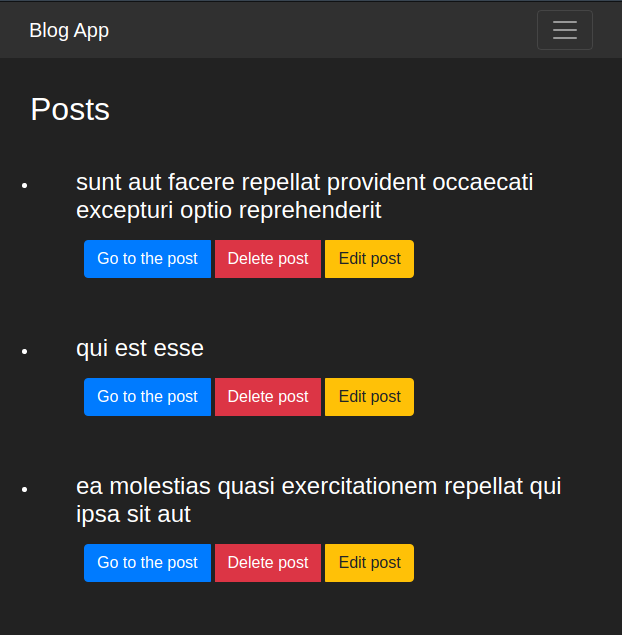 Blog App
Posts
sunt aut facere repellat provident occaecati
excepturi optio reprehenderit
Go to the post Delete post Edit post
qui est esse
Go to the post Delete post Edit post
ea molestias quasi exercitationem repellat qui
ipsa sit aut
Go to the post Delete post Edit post